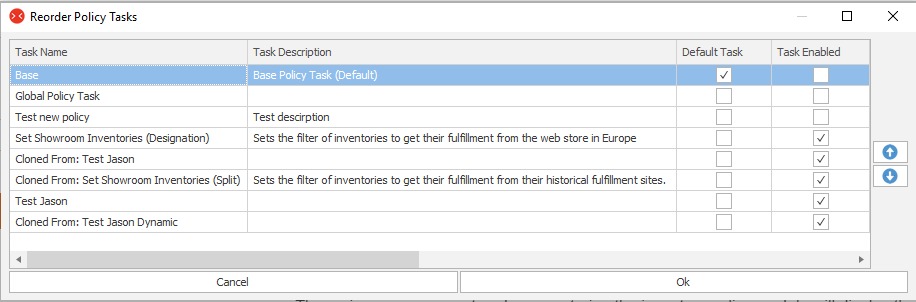 Reorder Policy Tasks
Task Name Task Description Default Task Task Enabled
Base Base Policy Task (Default)
Global Policy Task
Test new policy Test descirption
Set Showroom Inventories (Designation) Sets the filter of inventories to get their fulfillment from the web store in Europe
Cloned From: Test Jason
Cloned From: Set Showroom Inventories (Split) Sets the filter of inventories to get their fulfillment from their historical fulfillment sites.
Test Jason
Cloned From: Test Jason Dynamic
Cancel Ok